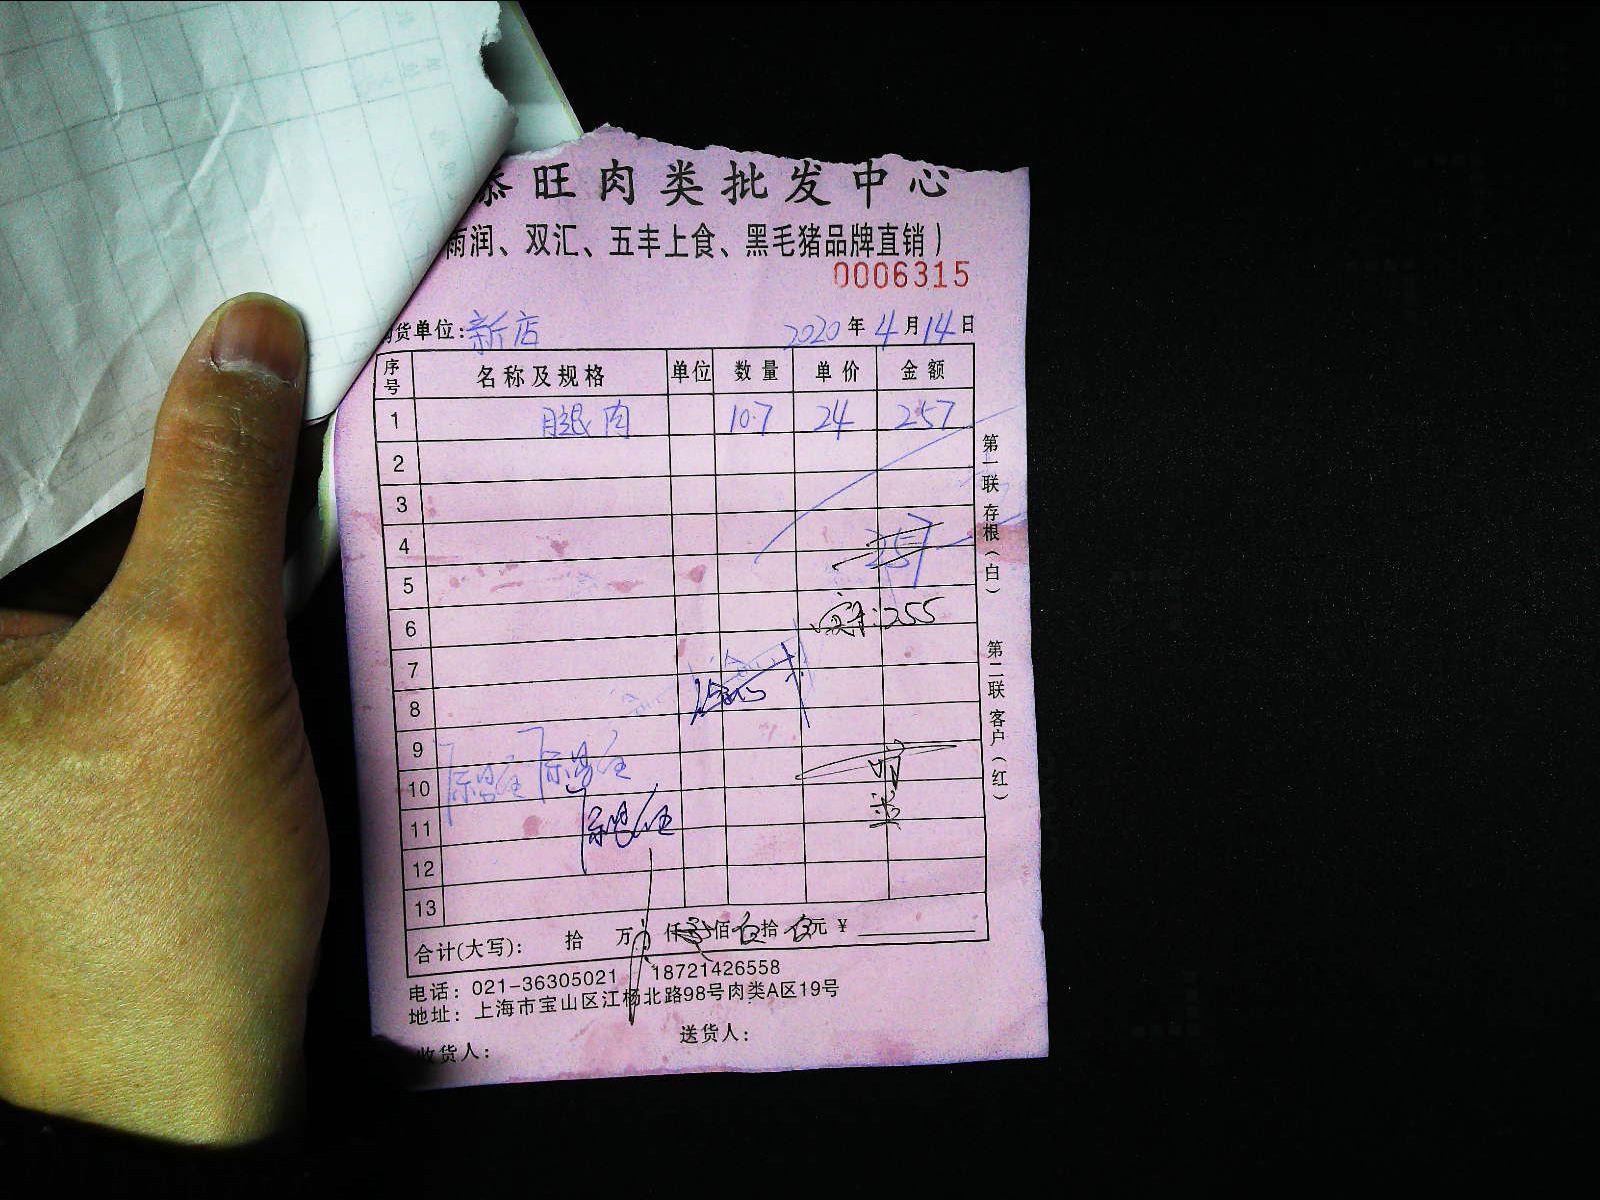 旺肉类批发中心
雨润、双汇、五丰上食、黑毛猪品牌直销）
0006315
货单位：新店 2020年4月14日
序号 名称及规格 单位 数量 单价 金额
1 腿肉 10.7 24 257
2
3
4
257
5
6 实:255
7
8
9
10
11
12
13
合计(大写): 拾 万 仟 佰 拾 元 ¥
电话: 021-36305021 18721426558
地址: 上海市宝山区江杨北路98号肉类A区19号
收货人: 送货人:
第一联 存根（白）
第二联 客户（红）